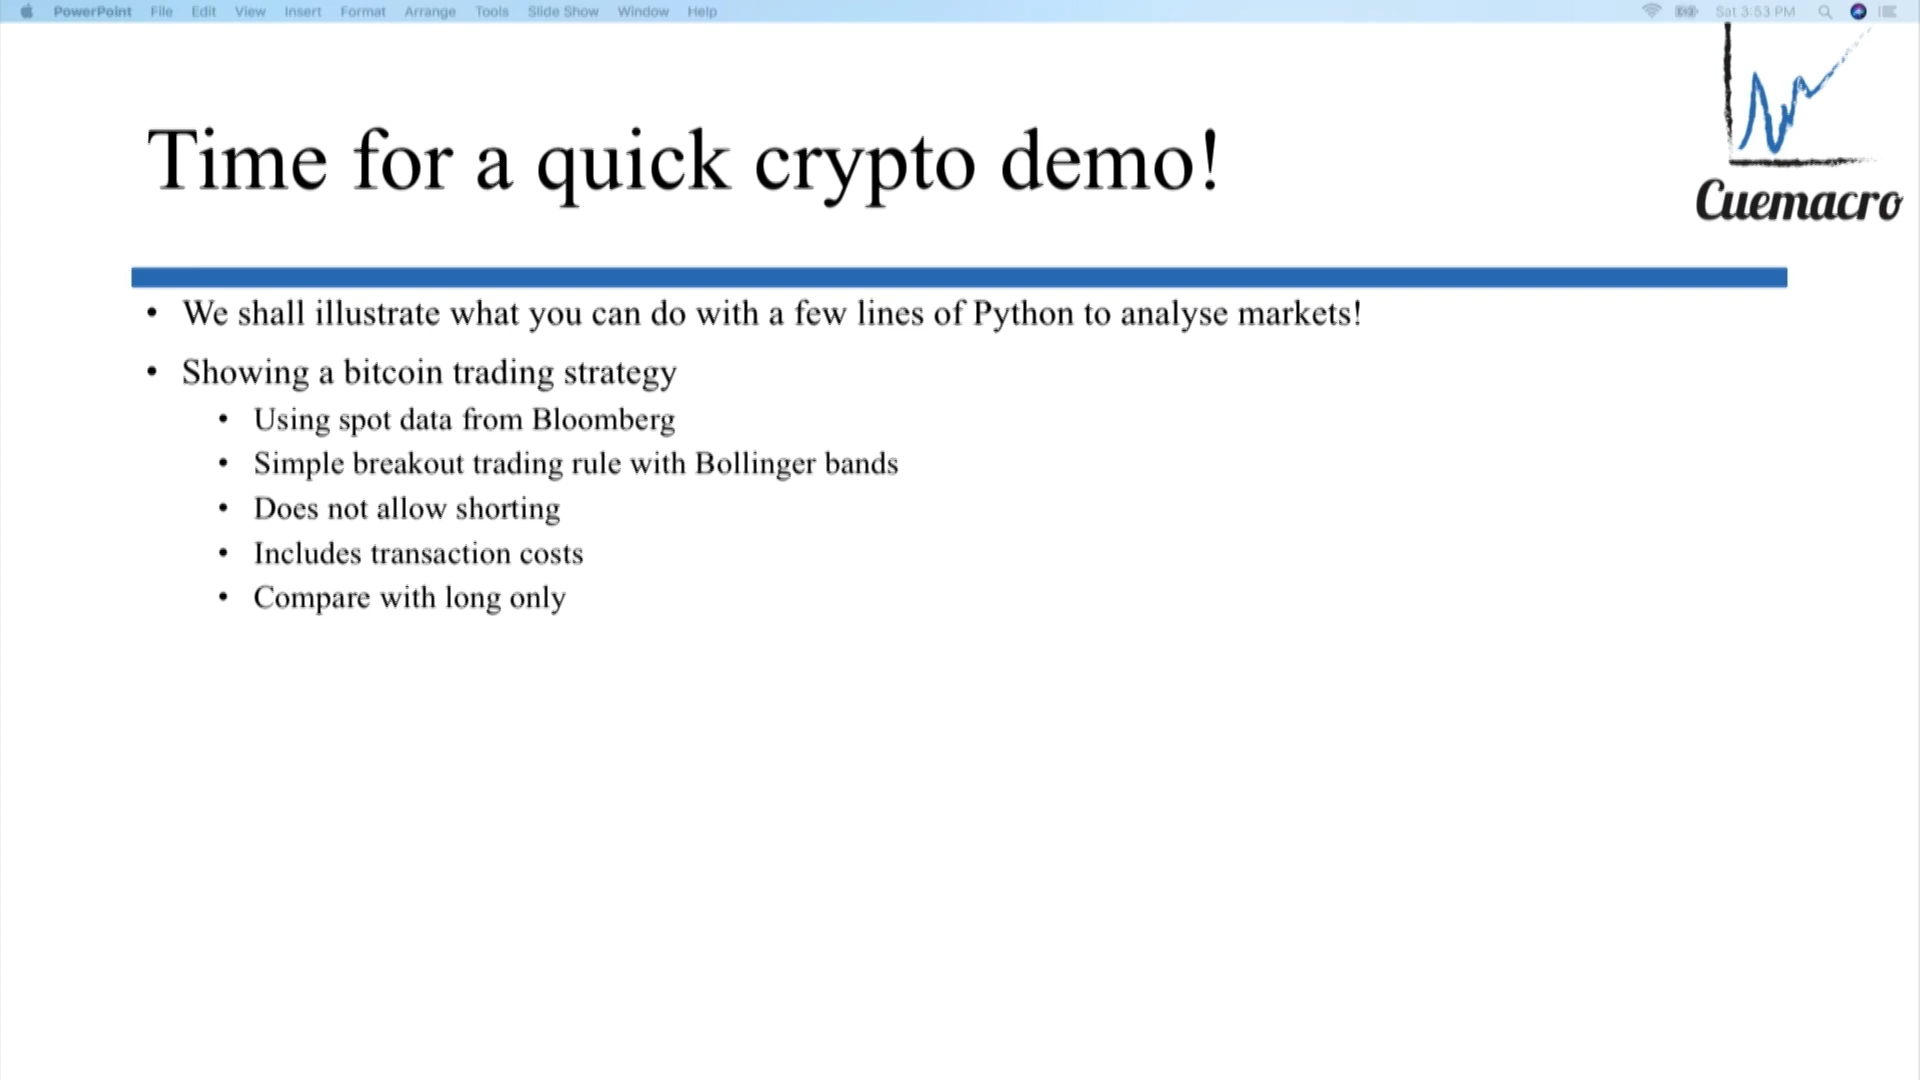 PowerPoint File Edit View Insert Format Arrange Tools Slide Show Window Help Sat 3:53 PM
Time for a quick crypto demo!
Cuemacro
• We shall illustrate what you can do with a few lines of Python to analyse markets!
• Showing a bitcoin trading strategy
• Using spot data from Bloomberg
• Simple breakout trading rule with Bollinger bands
• Does not allow shorting
• Includes transaction costs
• Compare with long only